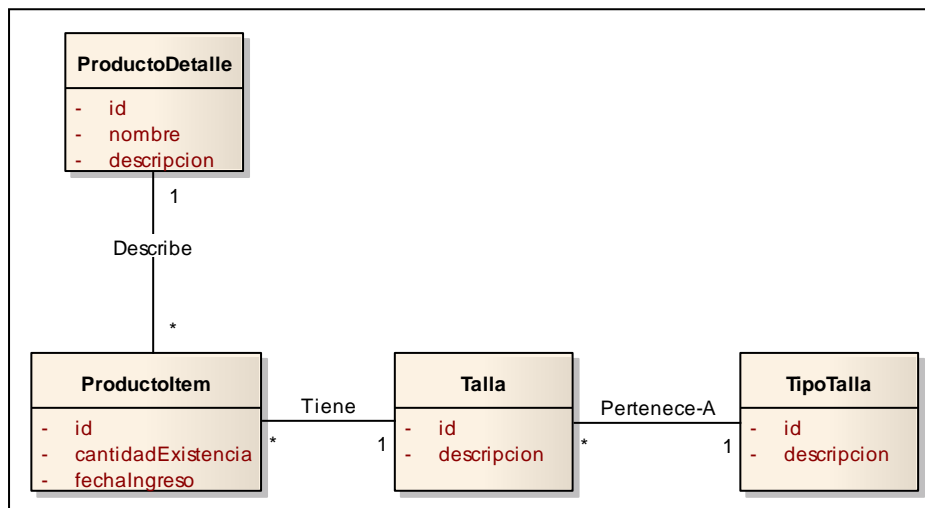 ProductoDetalle
- id
- nombre
- descripcion
1
Describe
*
ProductoItem
- id
- cantidadExistencia
- fechaIngreso
Tiene
* 1
Talla
- id
- descripcion
Pertenece-A
* 1
TipoTalla
- id
- descripcion